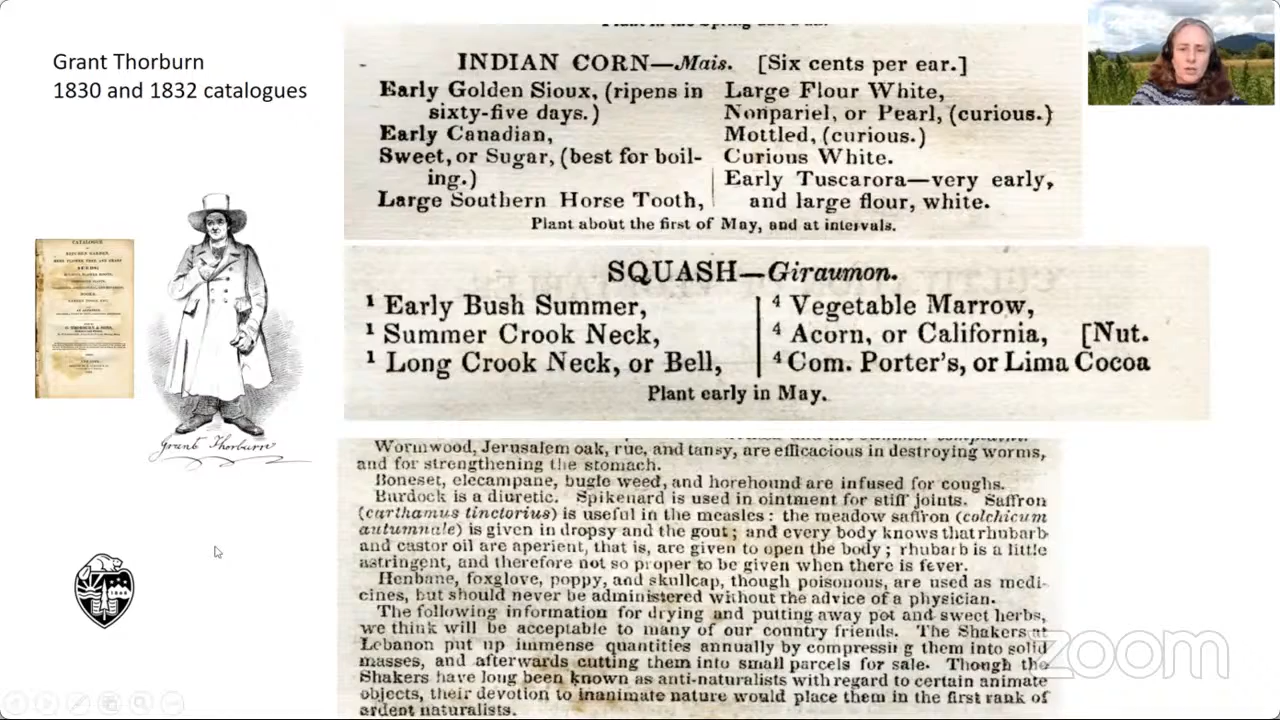 Grant Thorburn
1830 and 1832 catalogues
Plant in the Spring and
INDIAN CORN—Mais. [Six cents per ear.]
Early Golden Sioux, (ripens in
sixty-five days.)
Early Canadian,
Sweet, or Sugar, (best for boil-
ing.)
Large Southern Horse Tooth,
Large Flour White,
Nonpariel, or Pearl, (curious.)
Mottled, (curious.)
Curious White.
Early Tuscarora—very early,
and large flour, white.
Plant about the first of May, and at intervals.
SQUASH—Giraumon.
1 Early Bush Summer,
1 Summer Crook Neck,
1 Long Crook Neck, or Bell,
4 Vegetable Marrow,
4 Acorn, or California, [Nut.
4 Com. Porter's, or Lima Cocoa
Plant early in May.
Wormwood, Jerusalem oak, rue, and tansy, are efficacious in destroying worms,
and for strengthening the stomach.
Boneset, elecampane, bugle weed, and horehound are infused for coughs.
Burdock is a diuretic. Spikenard is used in ointment for stiff joints. Saffron
(carthamus tinctorius) is useful in the measles: the meadow saffron (colchicum
autumnale) is given in dropsy and the gout; and every body knows that rhubarb
and castor oil are aperient, that is, are given to open the body; rhubarb is a little
astringent, and therefore not so proper to be given when there is fever.
Henbane, foxglove, poppy, and skullcap, though poisonous, are used as medi-
cines, but should never be administered without the advice of a physician.
The following information for drying and putting away pot and sweet herbs,
we think will be acceptable to many of our country friends. The Shakers at
Lebanon put up immense quantities annually by compressing them into solid
masses, and afterwards cutting them into small parcels for sale. Though the
Shakers have long been known as anti-naturalists with regard to certain animate
objects, their devotion to inanimate nature would place them in the first rank of
ardent naturalists.
CATALOGUE
Grant Thorburn
zoom